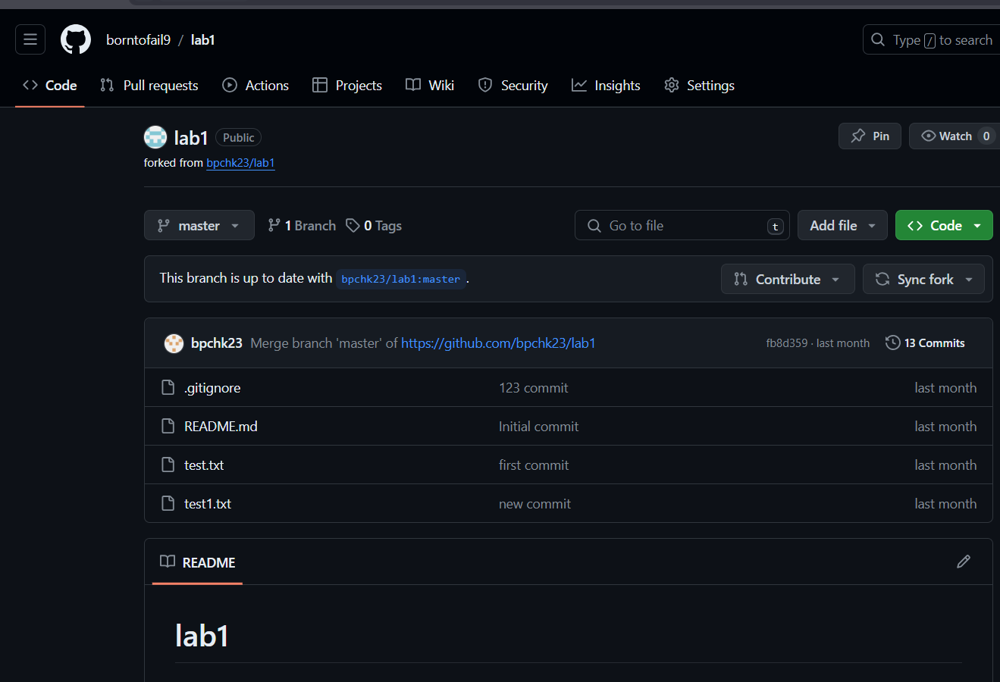 borntofail9 / lab1
Type / to search
Code Pull requests Actions Projects Wiki Security Insights Settings
lab1 Public
Pin Watch 0
forked from bpchk23/lab1
master 1 Branch 0 Tags Go to file t Add file Code
This branch is up to date with bpchk23/lab1:master .
Contribute Sync fork
bpchk23 Merge branch 'master' of https://github.com/bpchk23/lab1 fb8d359 · last month 13 Commits
.gitignore 123 commit last month
README.md Initial commit last month
test.txt first commit last month
test1.txt new commit last month
README
lab1